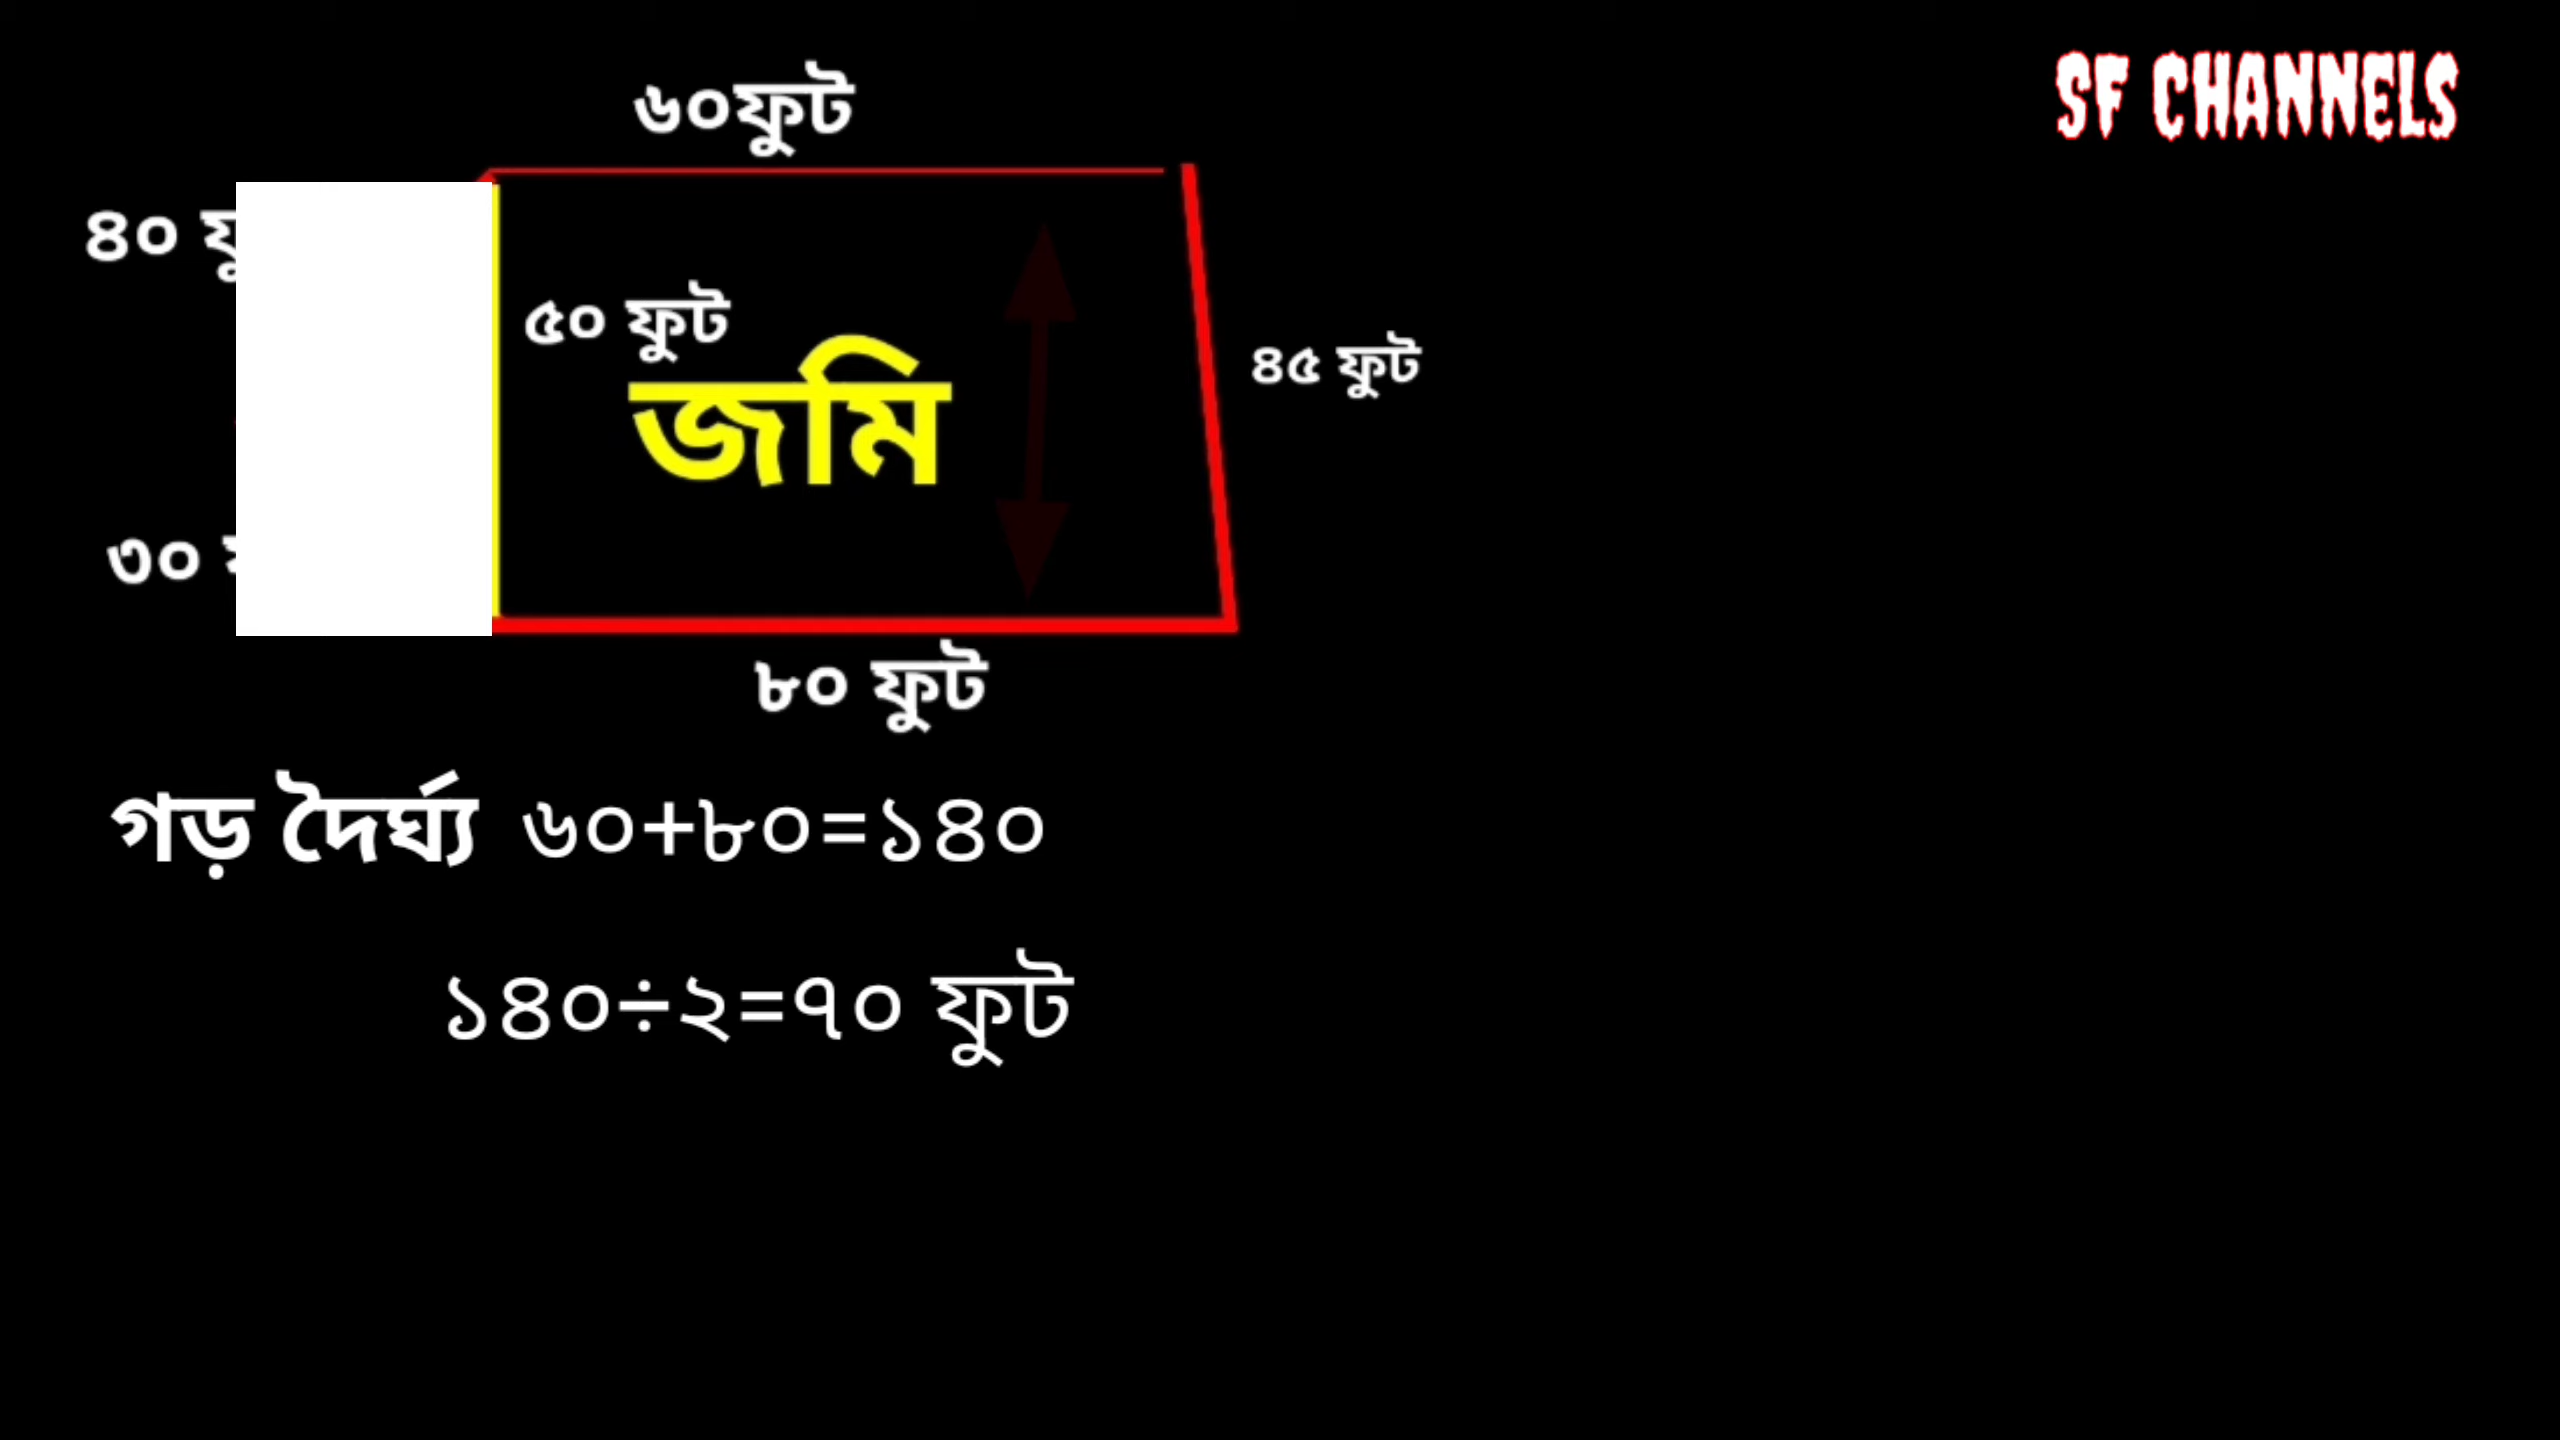 SF CHANNELS
৬০ফুট
৪০
৫০ ফুট
৪৫ ফুট
জমি
৩০
৮০ ফুট
গড় দৈর্ঘ্য ৬০+৮০=১৪০
১৪০÷২=৭০ ফুট